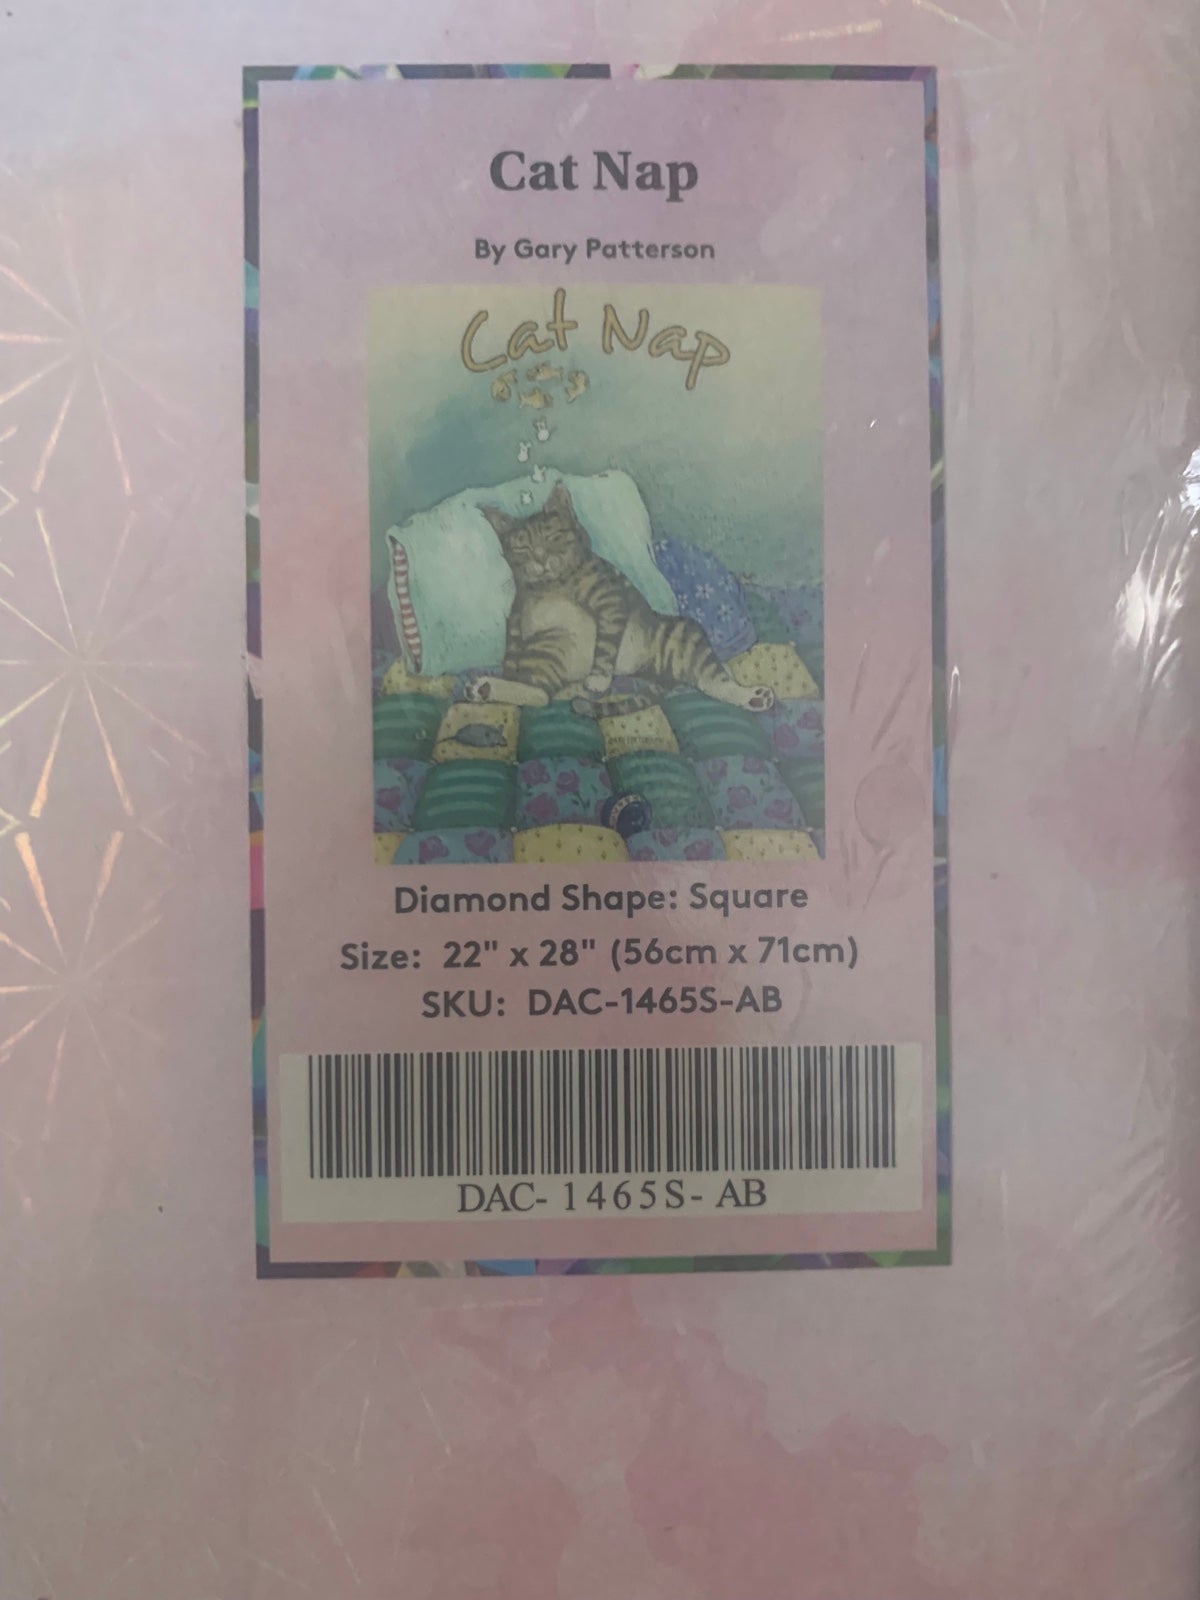 Cat Nap
By Gary Patterson
Cat Nap
Diamond Shape: Square
Size: 22" x 28" (56cm x 71cm)
SKU: DAC-1465S-AB
DAC-1465S-AB